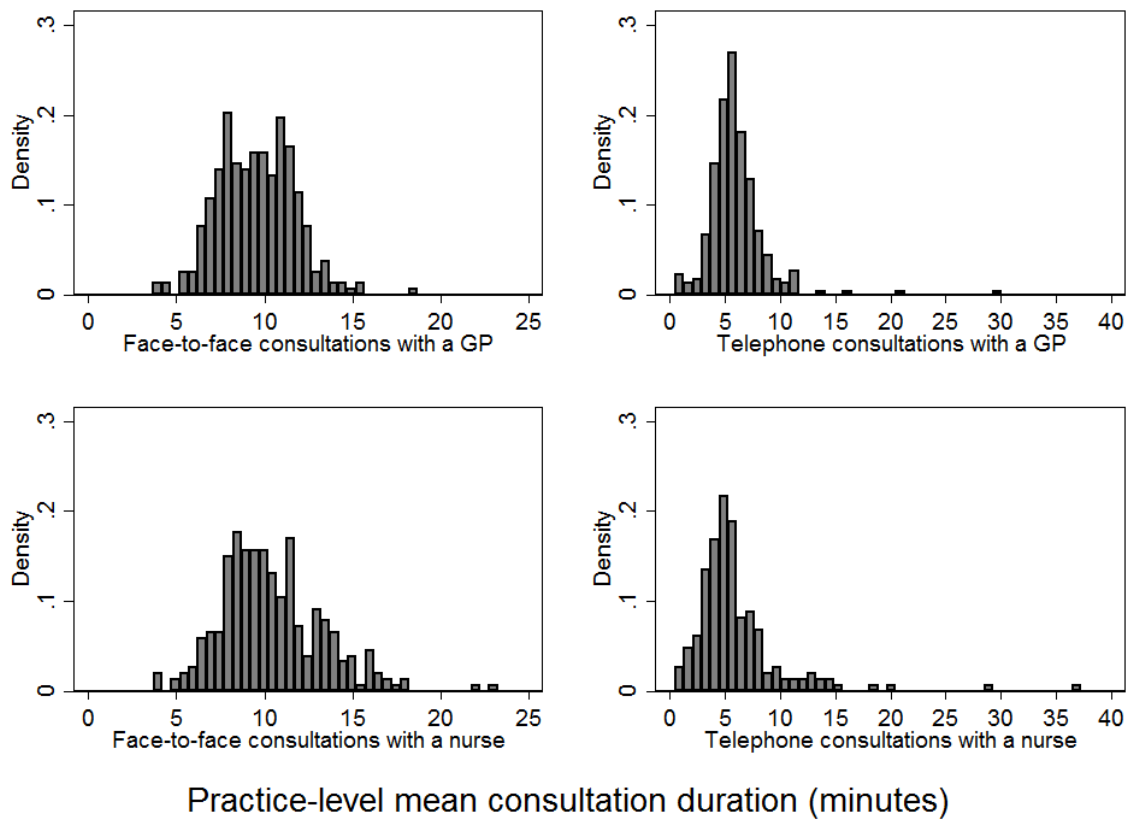 Density
0 .1 .2 .3
0 5 10 15 20 25
Face-to-face consultations with a GP
Density
0 .1 .2 .3
0 5 10 15 20 25 30 35 40
Telephone consultations with a GP
Density
0 .1 .2 .3
0 5 10 15 20 25
Face-to-face consultations with a nurse
Density
0 .1 .2 .3
0 5 10 15 20 25 30 35 40
Telephone consultations with a nurse
Practice-level mean consultation duration (minutes)